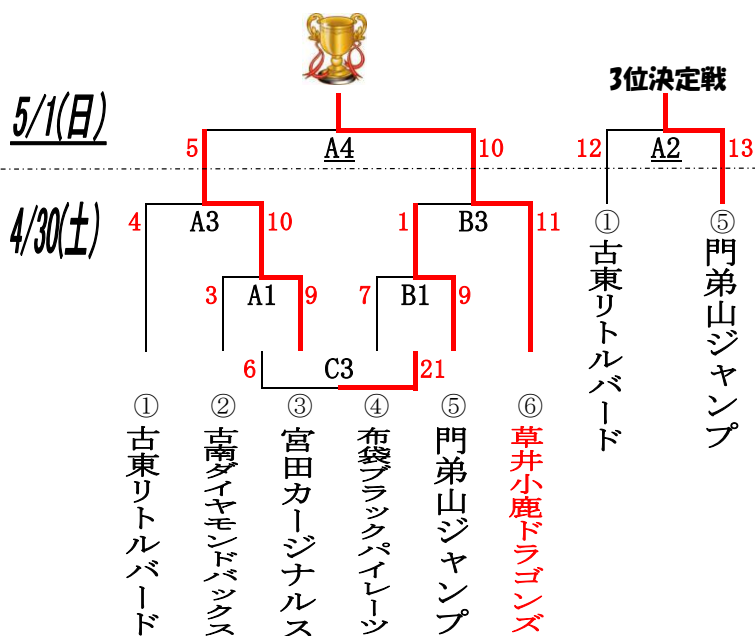 3位決定戦
5/1(日)
5
A4
10
12
A2
13
4/30(土)
4
A3
10
1
B3
11
①
古東リトルバード
⑤
門弟山ジャンプ
3
A1
9
7
B1
9
6
C3
21
①
古東リトルバード
②
古南ダイヤモンドバックス
③
宮田カージナルス
④
布袋ブラックパイレーツ
⑤
門弟山ジャンプ
⑥
草井小鹿ドラゴンズ